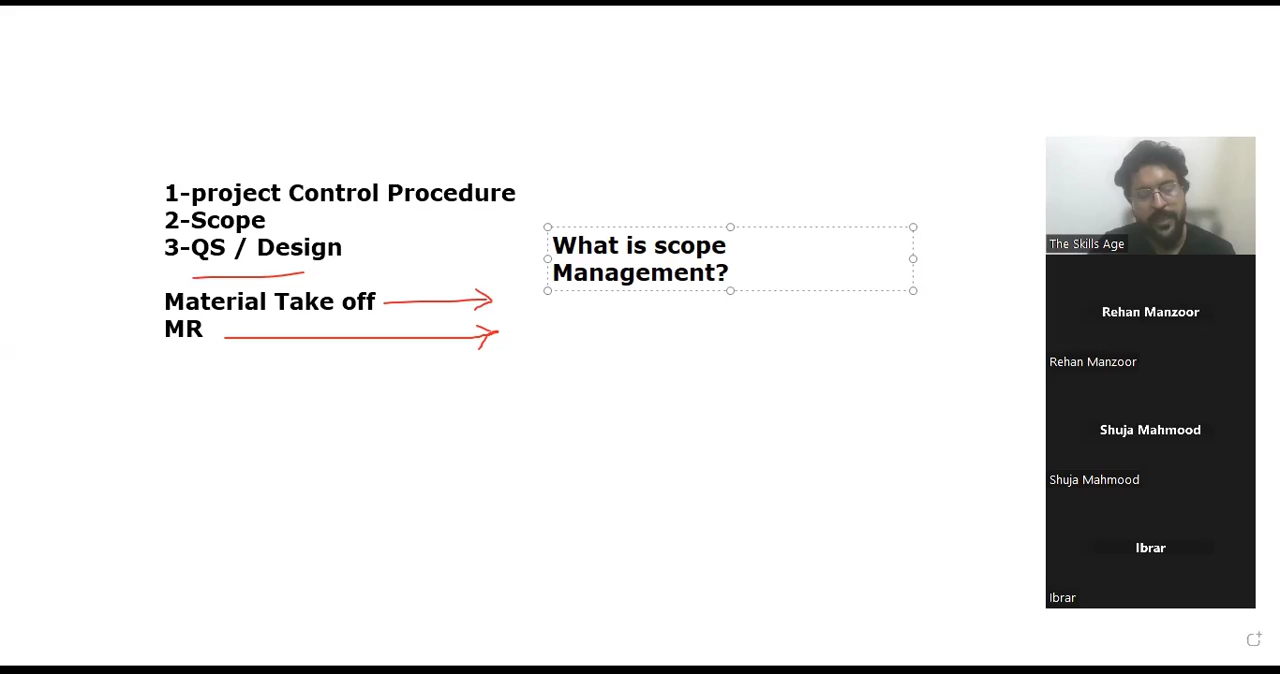 1-project Control Procedure
2-Scope
3-QS / Design
Material Take off
MR
What is scope
Management?
The Skills Age
Rehan Manzoor
Rehan Manzoor
Shuja Mahmood
Shuja Mahmood
Ibrar
Ibrar